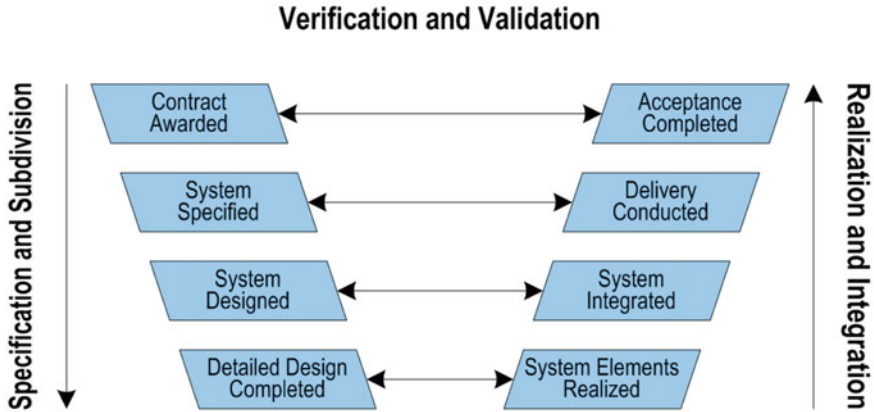 Verification and Validation
Specification and Subdivision
Contract
Awarded
Acceptance
Completed
System
Specified
Delivery
Conducted
System
Designed
System
Integrated
Detailed Design
Completed
System Elements
Realized
Realization and Integration